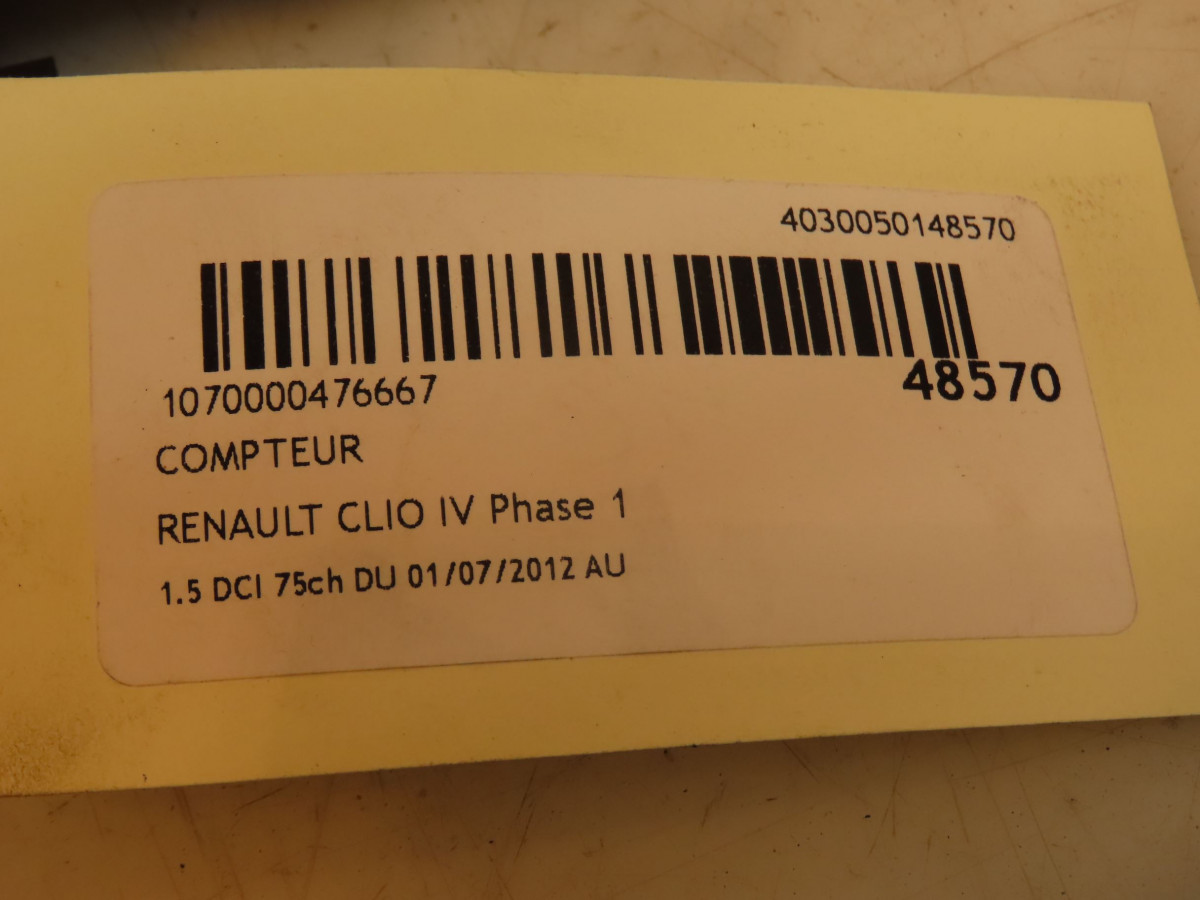 4030050148570
1070000476667
48570
COMPTEUR
RENAULT CLIO IV Phase 1
1.5 DCI 75ch DU 01/07/2012 AU